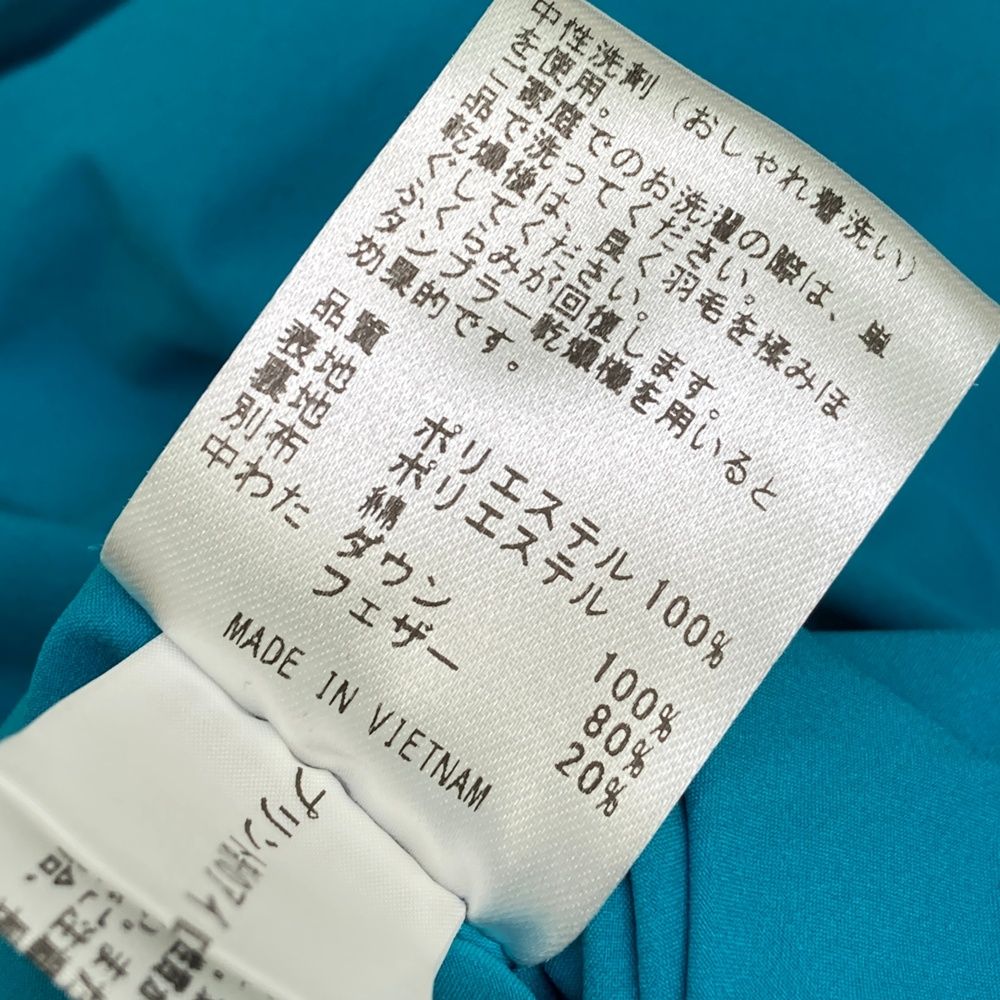 中性洗剤（おしゃれ着洗い）
を使用。
ご家庭でのお洗濯の際は、単
品で洗ってください。
乾燥後は、良く羽毛を揉みほ
ぐしてください。
ふくらみが回復します。
タンブラー乾燥機を用いると
効果的です。
品質
表地 ポリエステル 100%
裏地 ポリエステル
別布 綿 100%
中わた ダウン 80%
フェザー 20%
MADE IN VIETNAM